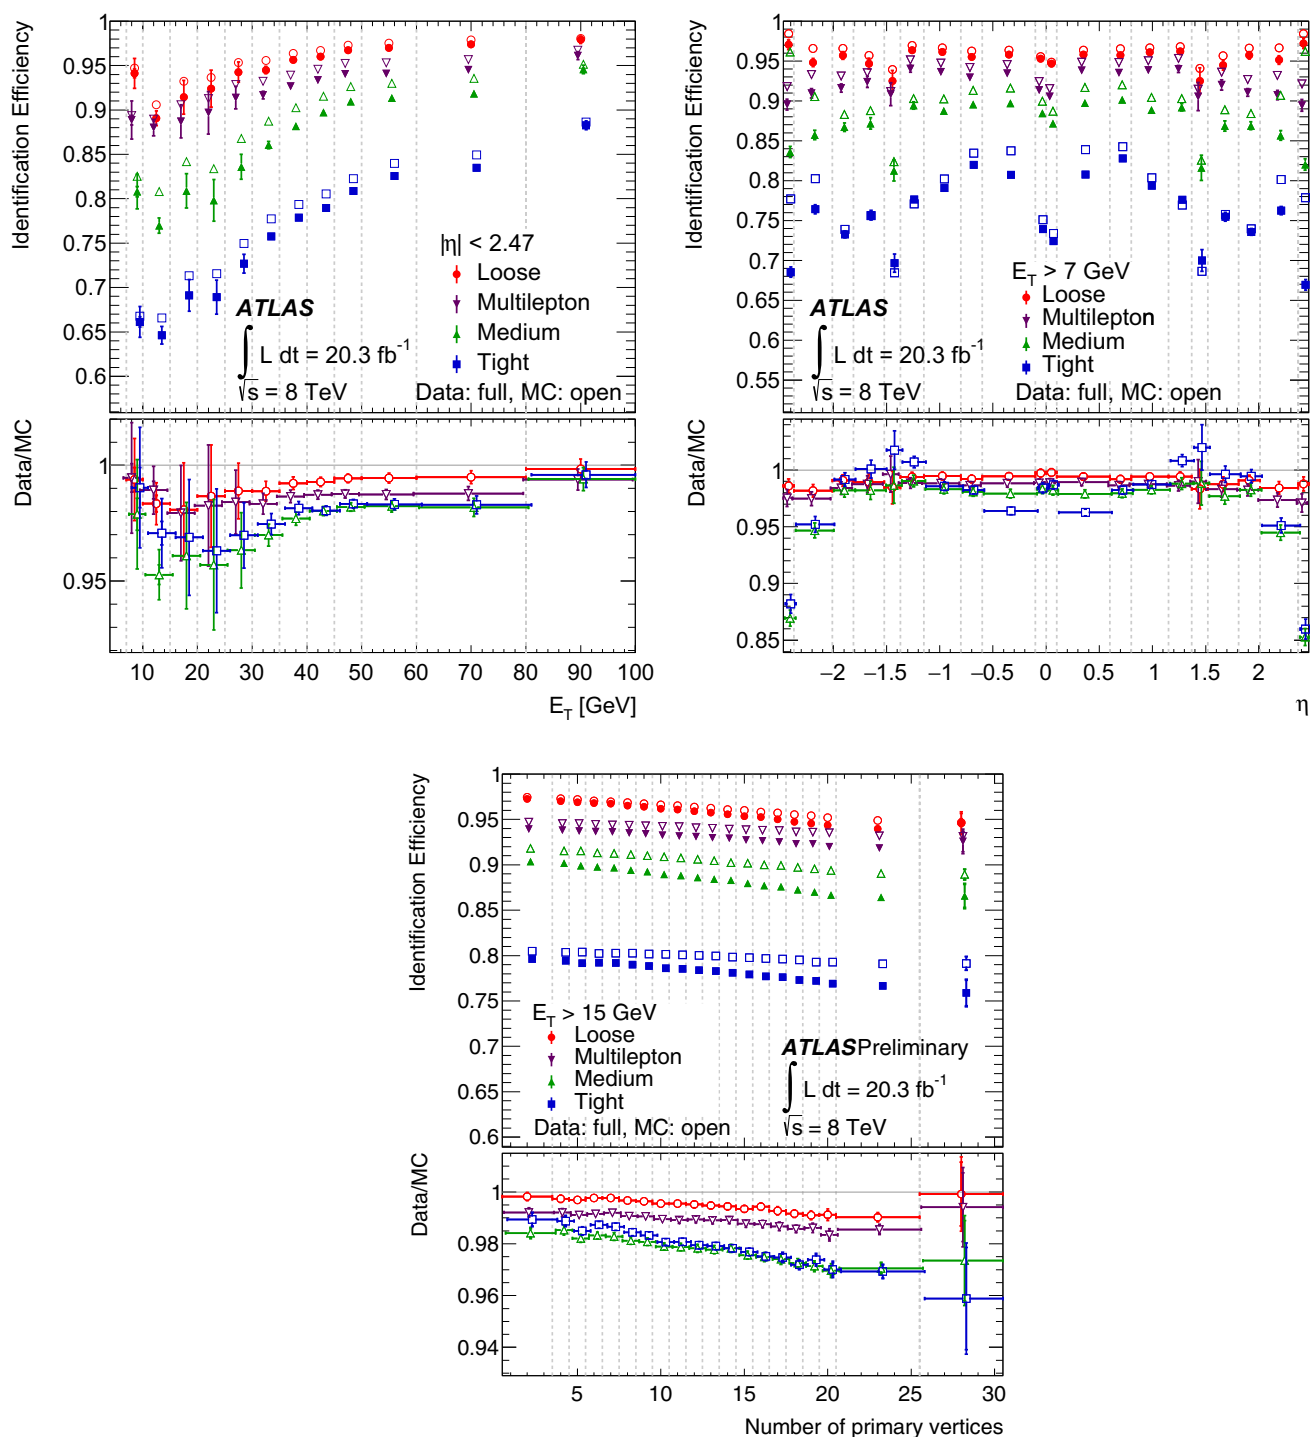 Identification Efficiency
1
0.95
0.9
0.85
0.8
0.75
0.7
0.65
0.6
|η| < 2.47
Loose
Multilepton
Medium
Tight
ATLAS
∫ L dt = 20.3 fb⁻¹
√s = 8 TeV
Data: full, MC: open
Data/MC
1
0.95
10 20 30 40 50 60 70 80 90 100
E_T [GeV]
Identification Efficiency
1
0.95
0.9
0.85
0.8
0.75
0.7
0.65
0.6
0.55
E_T > 7 GeV
Loose
Multilepton
Medium
Tight
ATLAS
∫ L dt = 20.3 fb⁻¹
√s = 8 TeV
Data: full, MC: open
Data/MC
1
0.95
0.9
0.85
−2 −1.5 −1 −0.5 0 0.5 1 1.5 2
η
Identification Efficiency
1
0.95
0.9
0.85
0.8
0.75
0.7
0.65
0.6
E_T > 15 GeV
Loose
Multilepton
Medium
Tight
ATLAS Preliminary
∫ L dt = 20.3 fb⁻¹
√s = 8 TeV
Data: full, MC: open
Data/MC
1
0.98
0.96
0.94
5 10 15 20 25 30
Number of primary vertices